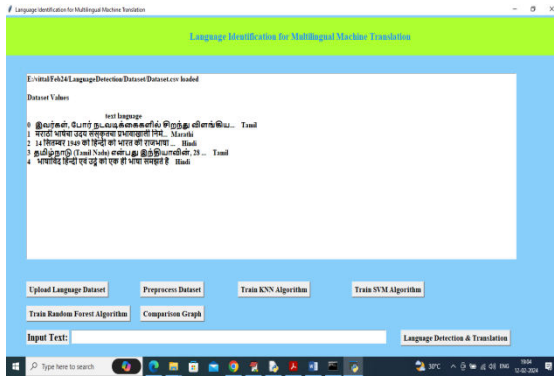 Language Identification for Multilingual Machine Translation
Language Identification for Multilingual Machine Translation
E:/vittal/Feb24/LanguageDetection/Dataset/Dataset.csv loaded
Dataset Values
text language
0 இவர்கள், போர் நடவடிக்கைகளில் சிறந்து விளங்கிய... Tamil
1 मराठी भाषेचा उदय संस्कृतचा प्रभावाखाली निर्म... Marathi
2 14 सितम्बर 1949 को हिन्दी को भारत की राजभाषा ... Hindi
3 தமிழ்நாடு (Tamil Nadu) என்பது இந்தியாவின், 28 ... Tamil
4 भाषाविद हिन्दी एवं उर्दू को एक ही भाषा समझते हैं Hindi
Upload Language Dataset Preprocess Dataset Train KNN Algorithm Train SVM Algorithm
Train Random Forest Algorithm Comparison Graph
Input Text: Language Detection & Translation
Type here to search 30°C ENG 19:04
12-02-2024